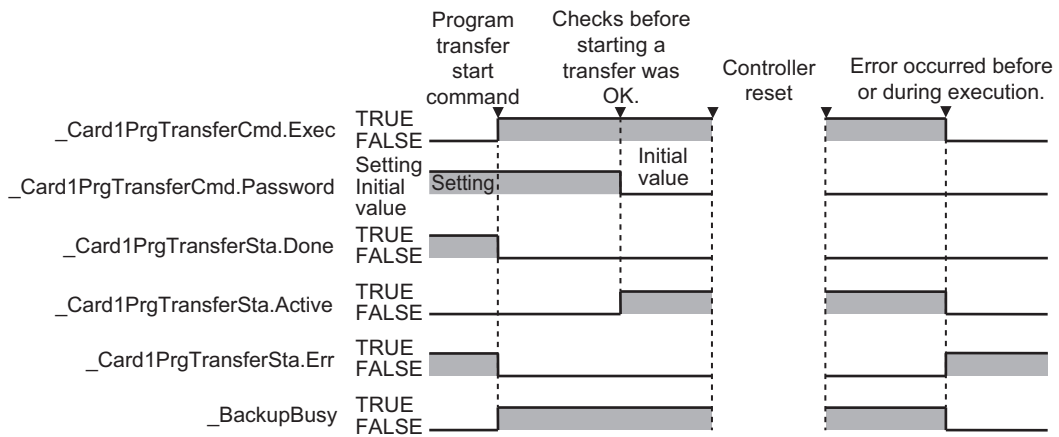 Program
transfer
start
command
Checks before
starting a
transfer was
OK.
Controller
reset
Error occurred before
or during execution.
_Card1PrgTransferCmd.Exec
TRUE
FALSE
_Card1PrgTransferCmd.Password
Setting
Initial
value
Setting
Initial
value
_Card1PrgTransferSta.Done
TRUE
FALSE
_Card1PrgTransferSta.Active
TRUE
FALSE
_Card1PrgTransferSta.Err
TRUE
FALSE
_BackupBusy
TRUE
FALSE